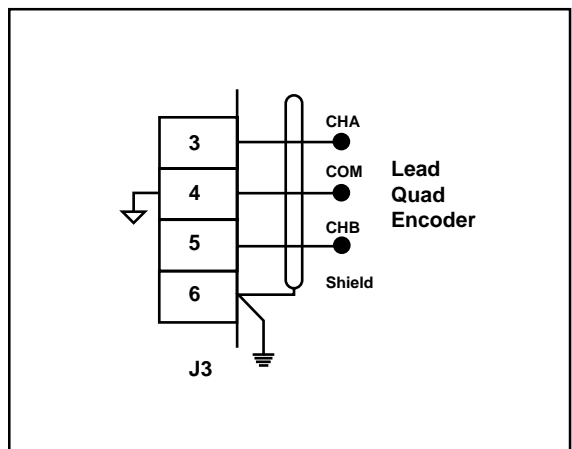 3
CHA
4
COM
5
CHB
6
Shield
Lead
Quad
Encoder
J3